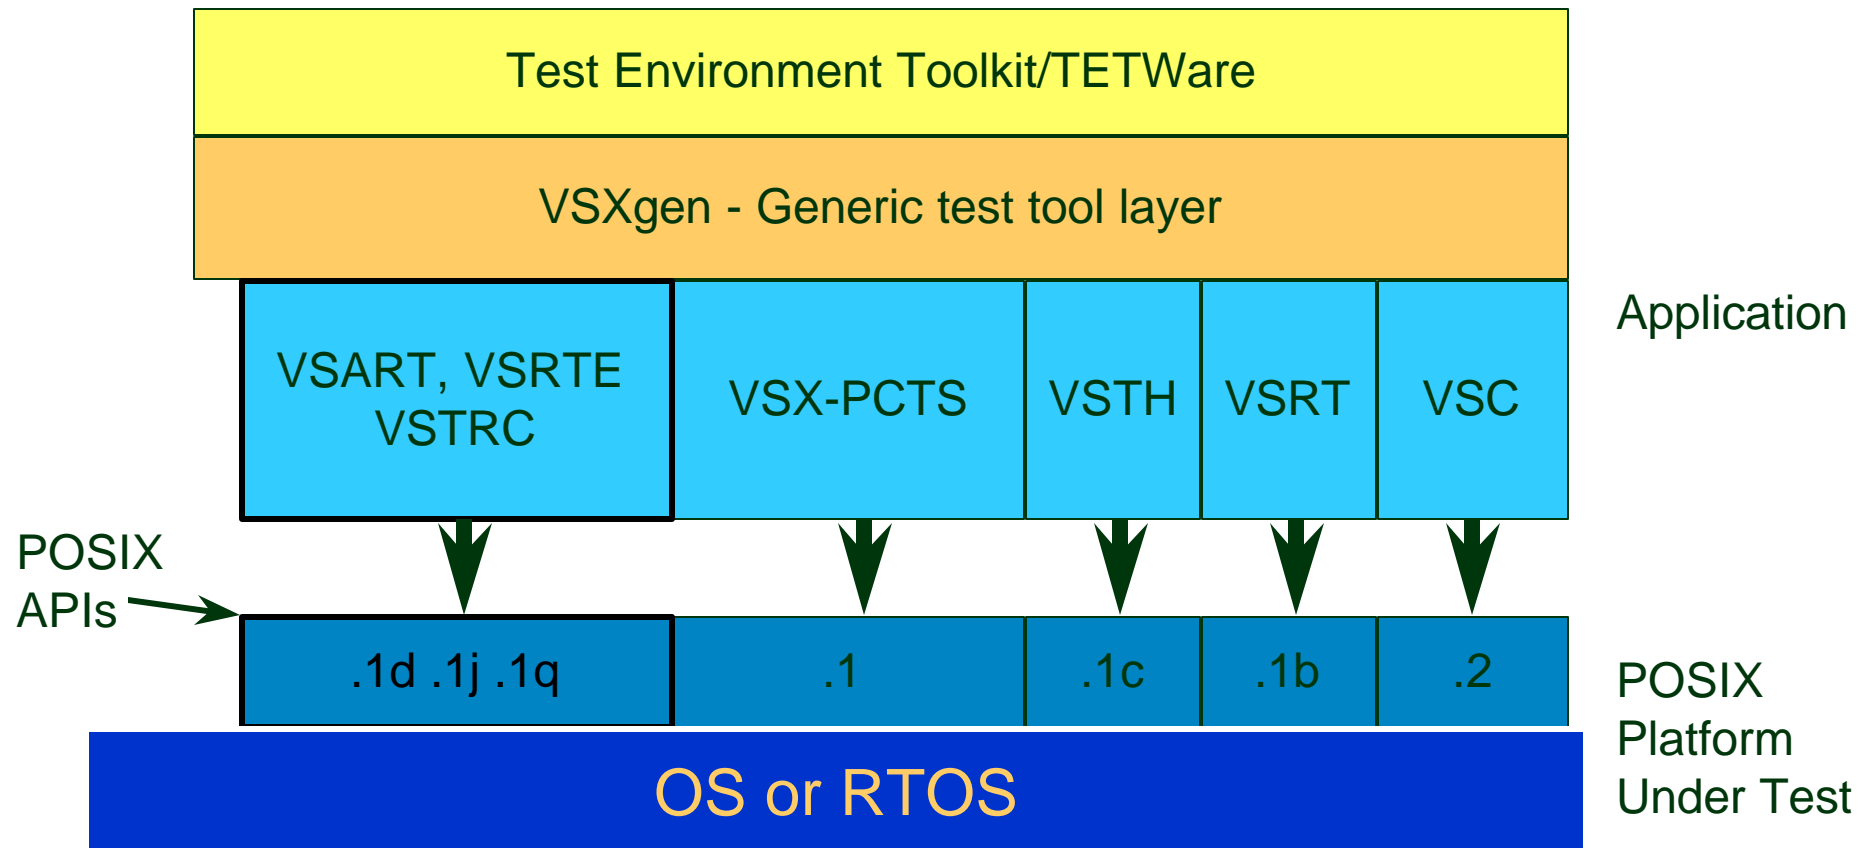 Test Environment Toolkit/TETWare
VSXgen - Generic test tool layer
Application
VSART, VSRTE
VSTRC
VSX-PCTS
VSTH
VSRT
VSC
POSIX
APIs
.1d .1j .1q
.1
.1c
.1b
.2
POSIX
Platform
Under Test
OS or RTOS